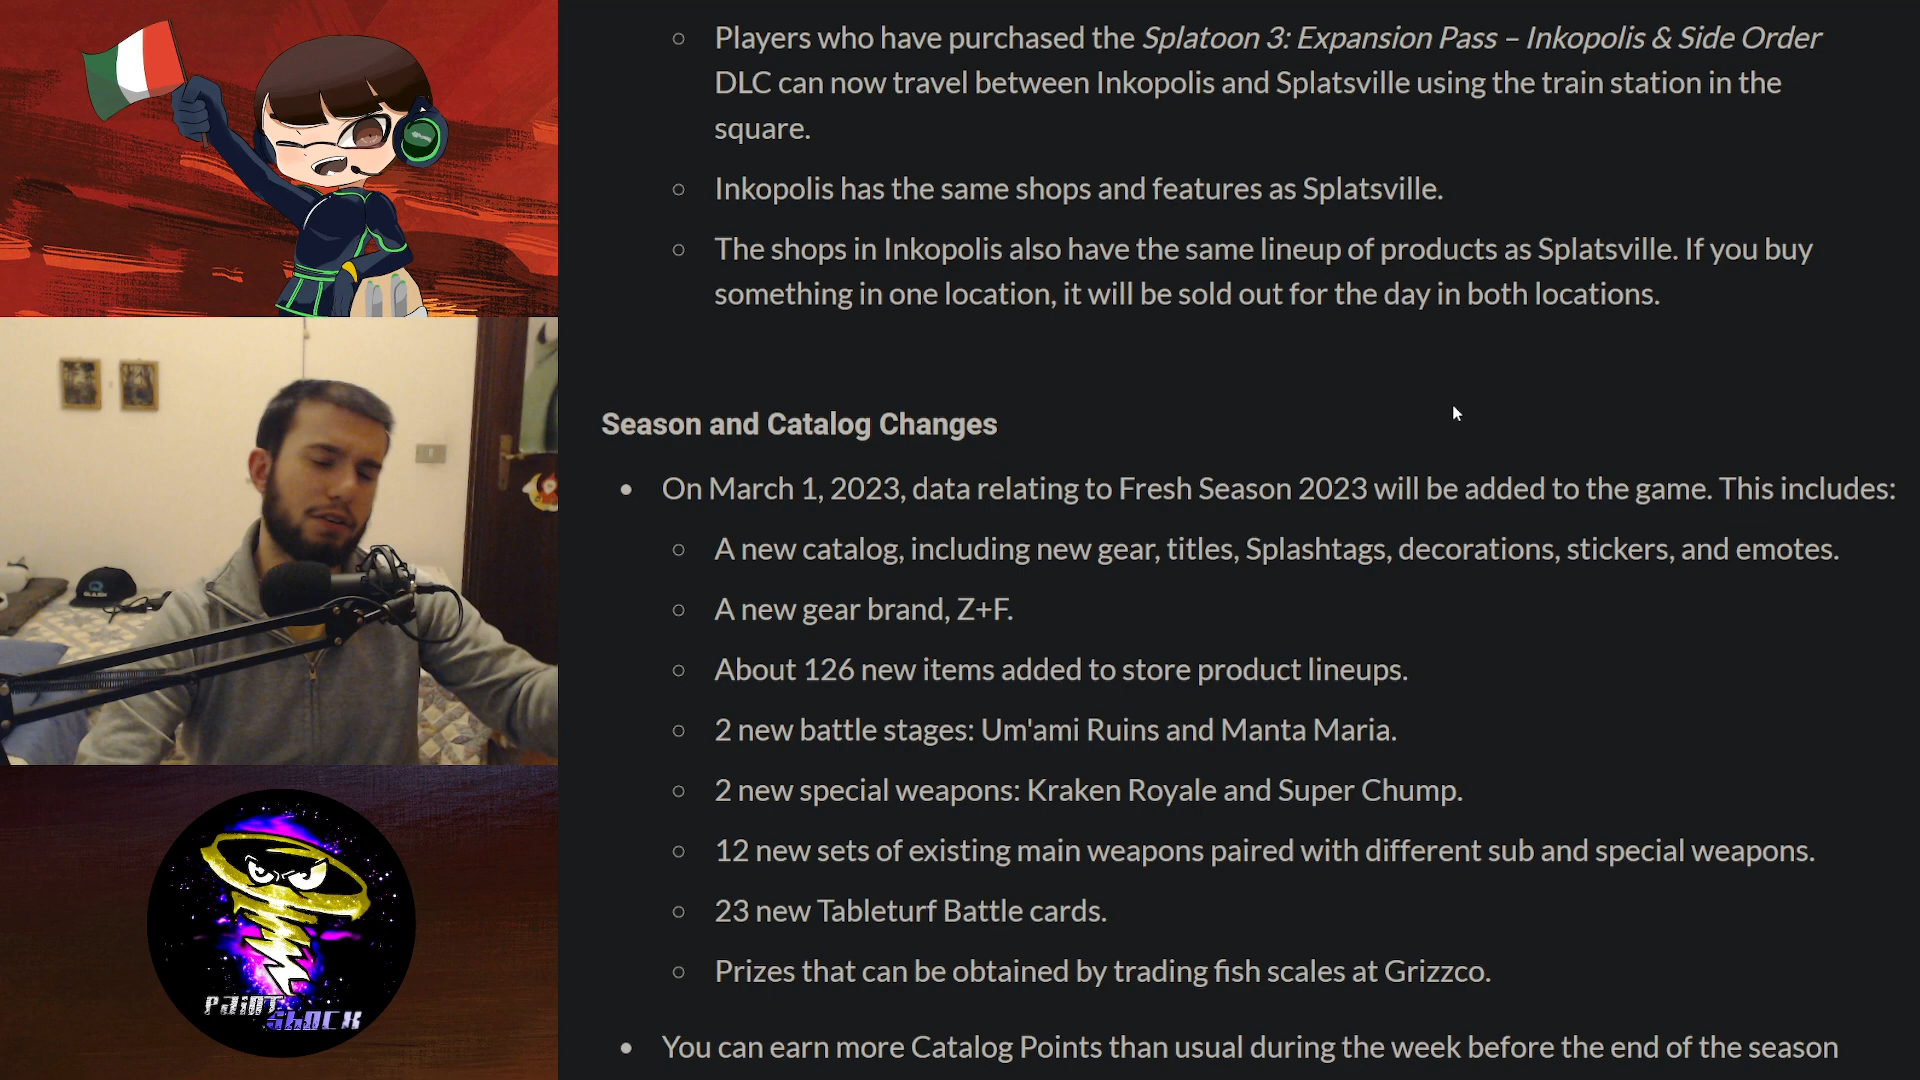 Players who have purchased the Splatoon 3: Expansion Pass – Inkopolis & Side Order
DLC can now travel between Inkopolis and Splatsville using the train station in the
square.
Inkopolis has the same shops and features as Splatsville.
The shops in Inkopolis also have the same lineup of products as Splatsville. If you buy
something in one location, it will be sold out for the day in both locations.
Season and Catalog Changes
On March 1, 2023, data relating to Fresh Season 2023 will be added to the game. This includes:
A new catalog, including new gear, titles, Splashtags, decorations, stickers, and emotes.
A new gear brand, Z+F.
About 126 new items added to store product lineups.
2 new battle stages: Um'ami Ruins and Manta Maria.
2 new special weapons: Kraken Royale and Super Chump.
12 new sets of existing main weapons paired with different sub and special weapons.
23 new Tableturf Battle cards.
Prizes that can be obtained by trading fish scales at Grizzco.
You can earn more Catalog Points than usual during the week before the end of the season
PAINT
SHOCK